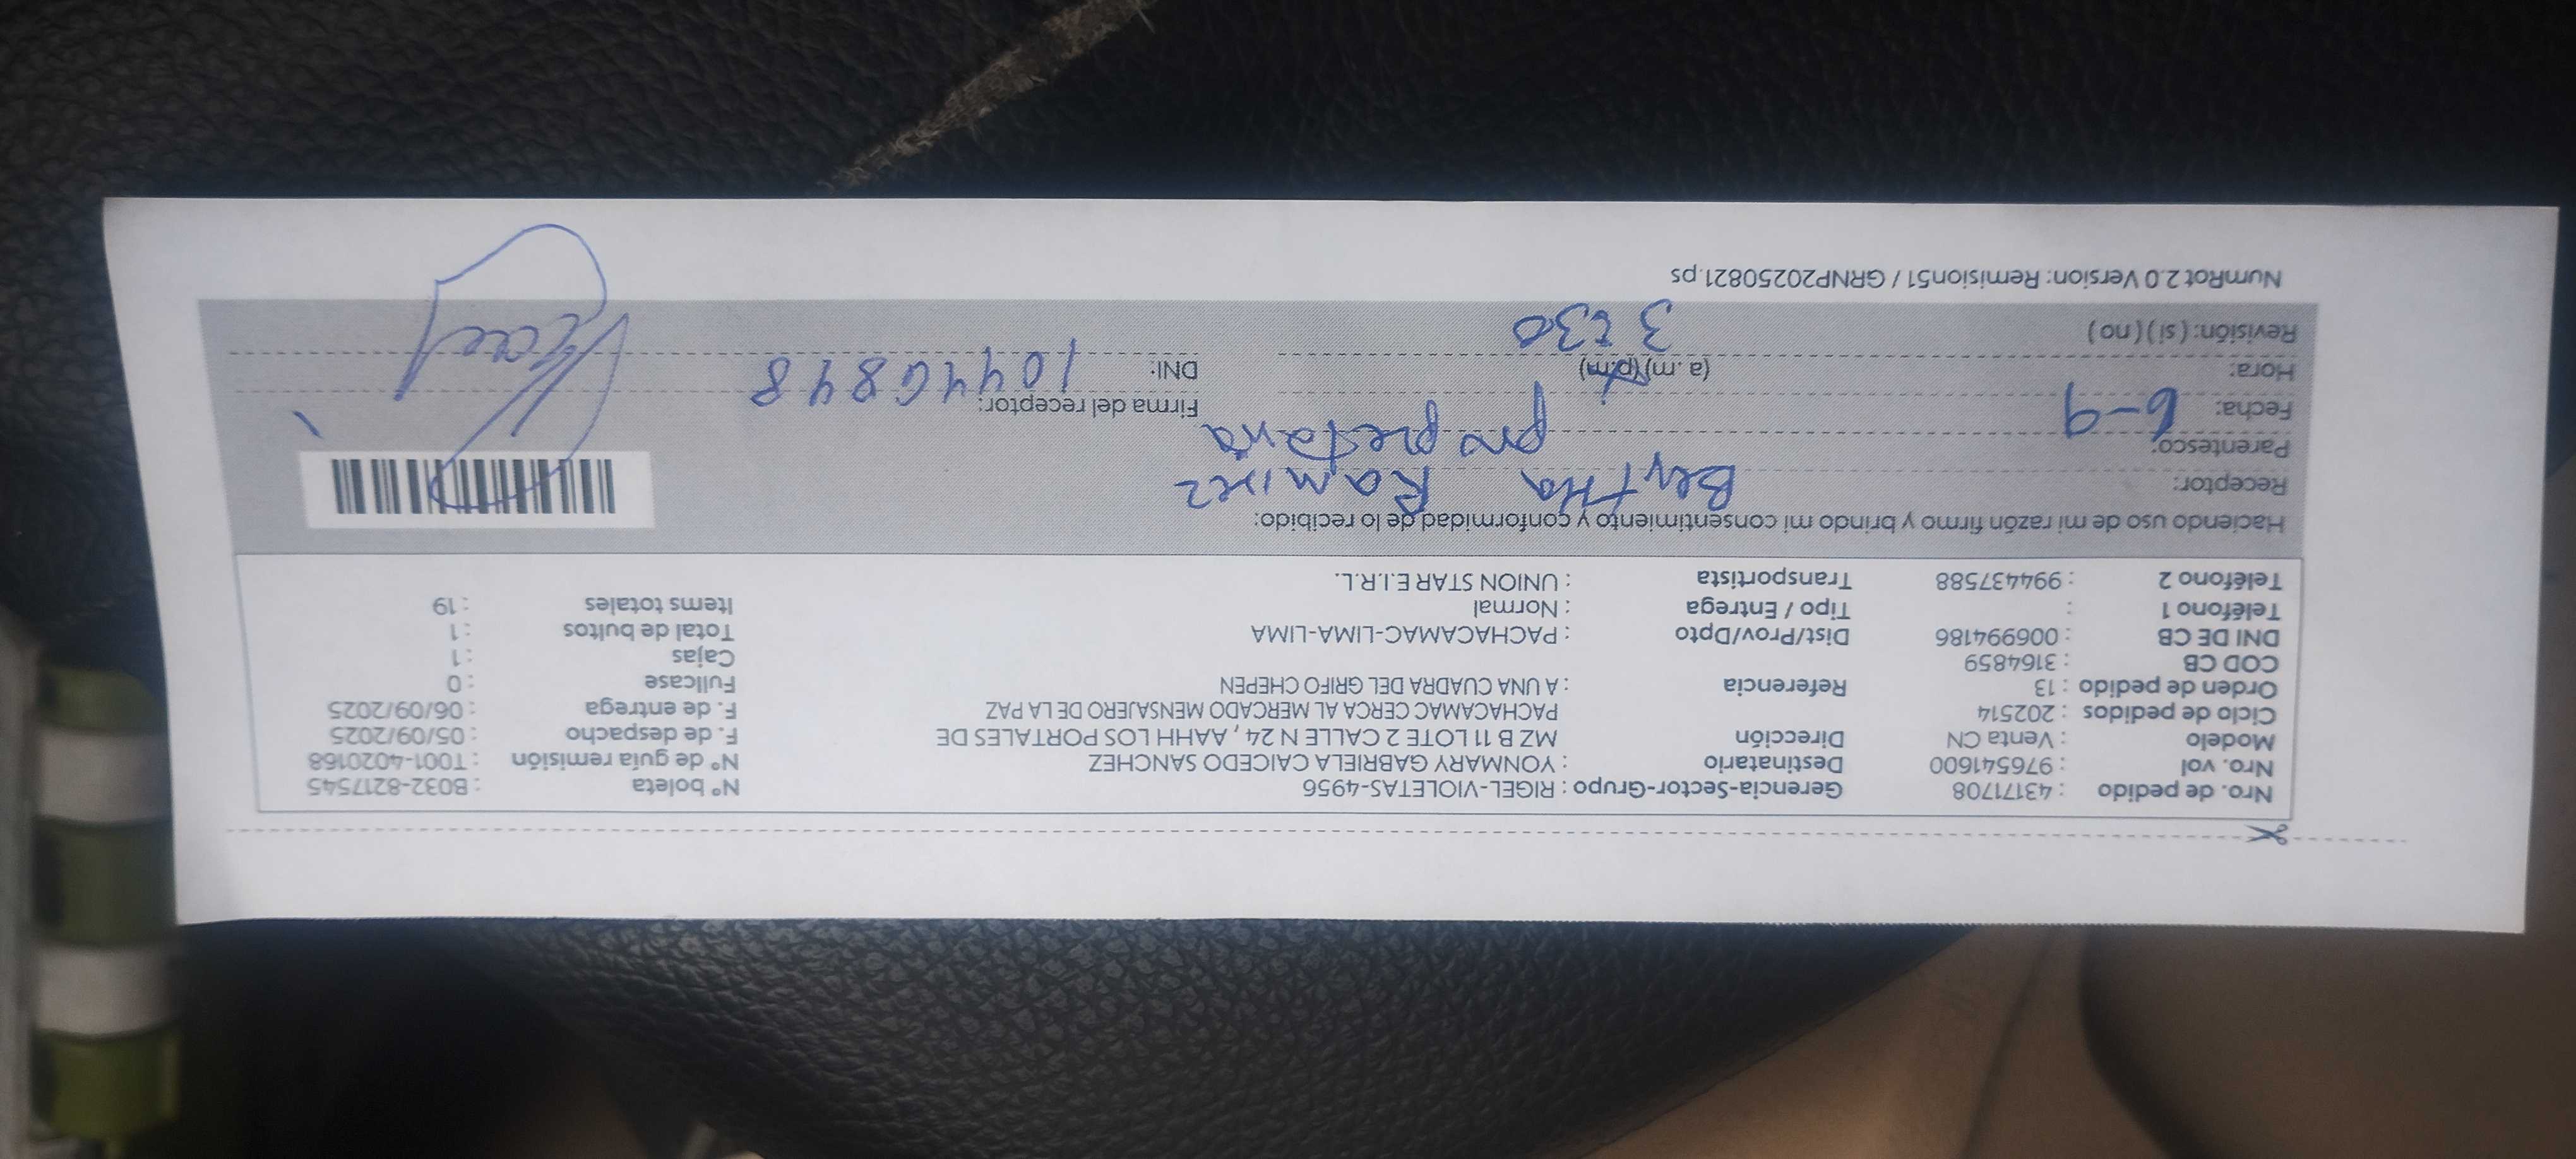 Nro. de pedido : 43171708 Gerencia-Sector-Grupo : RIGEL-VIOLETAS-4956 N° boleta : B032-8217545
Nro. vol : 976541600 Destinatario : YONMARY GABRIELA CAICEDO SANCHEZ N° de guía remisión : T001-4020168
Modelo : Venta CN Dirección MZ B 11 LOTE 2 CALLE N 24 , AAHH LOS PORTALES DE F. de despacho : 05/09/2025
Ciclo de pedidos : 202514 PACHACAMAC CERCA AL MERCADO MENSAJERO DE LA PAZ F. de entrega : 06/09/2025
Orden de pedido : 13 Referencia : A UNA CUADRA DEL GRIFO CHEPEN Fullcase : 0
COD CB : 3164859 Cajas : 1
DNI DE CB : 006994186 Dist/Prov/Dpto : PACHACAMAC-LIMA-LIMA Total de bultos : 1
Teléfono 1 : Tipo / Entrega : Normal Items totales : 19
Teléfono 2 : 994437588 Transportista : UNION STAR E.I.R.L.
Haciendo uso de mi razón firmo y brindo mi consentimiento y conformidad de lo recibido:
Receptor: Bertha Ramirez
Parentesco: propietaria
Fecha: 6-9 Firma del receptor:
Hora: (a .m) (p.m) DNI: 10446848
Revisión: ( si ) ( no ) 3:30
NumRot 2.0 Version: Remision51 / GRNP20250821.ps